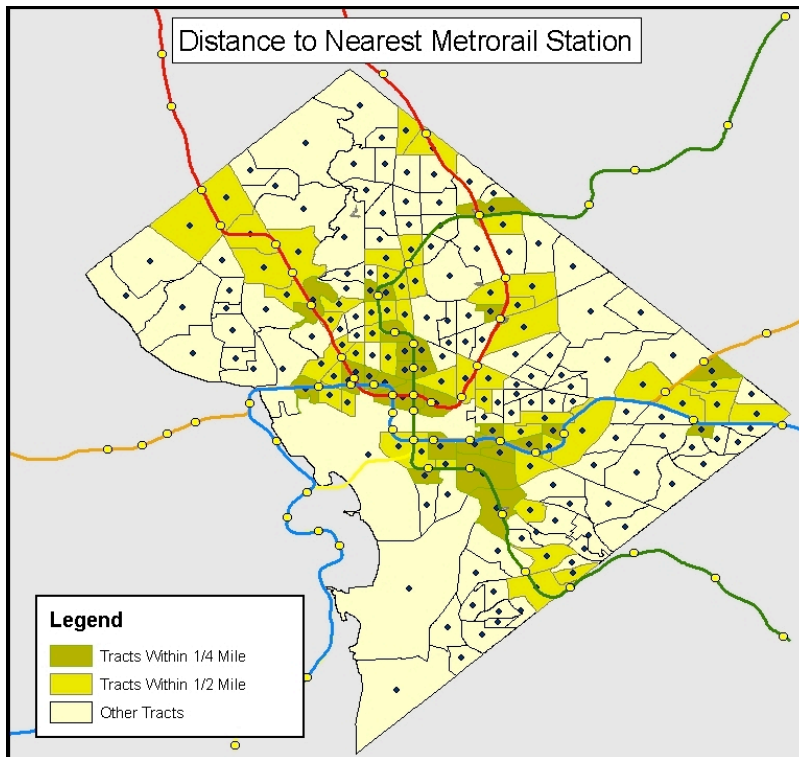 Distance to Nearest Metrorail Station
Legend
Tracts Within 1/4 Mile
Tracts Within 1/2 Mile
Other Tracts